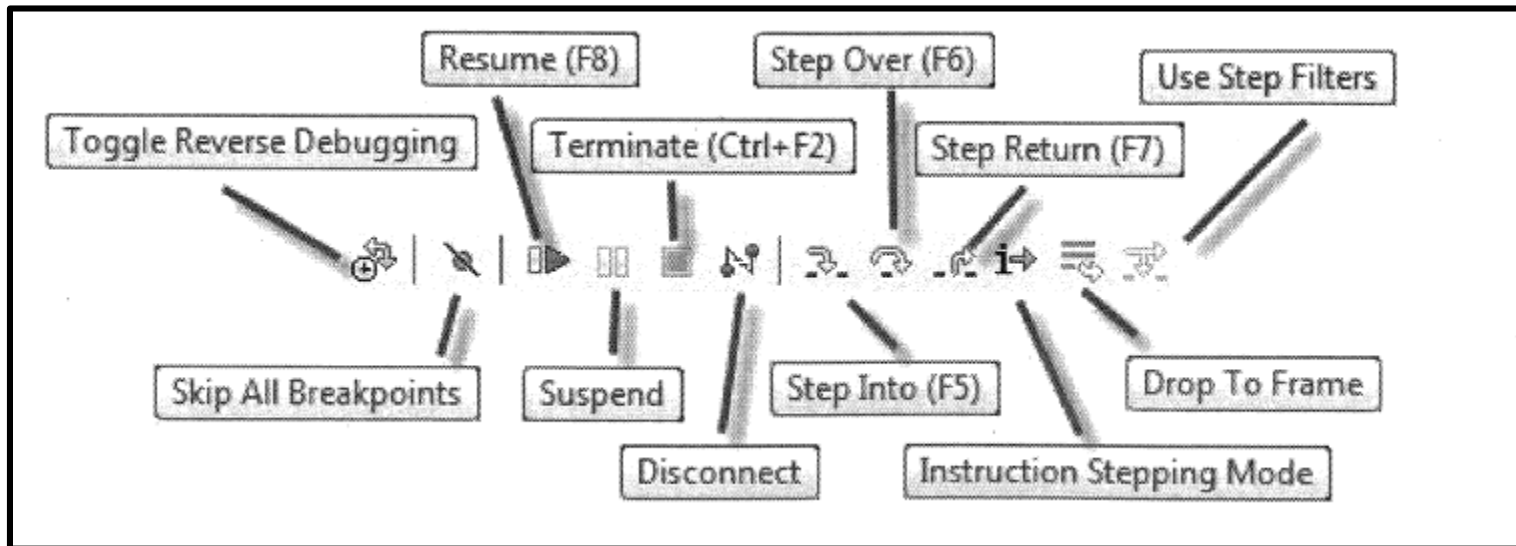 Resume (F8)
Step Over (F6)
Use Step Filters
Toggle Reverse Debugging
Terminate (Ctrl+F2)
Step Return (F7)
i
Skip All Breakpoints
Suspend
Step Into (F5)
Drop To Frame
Disconnect
Instruction Stepping Mode